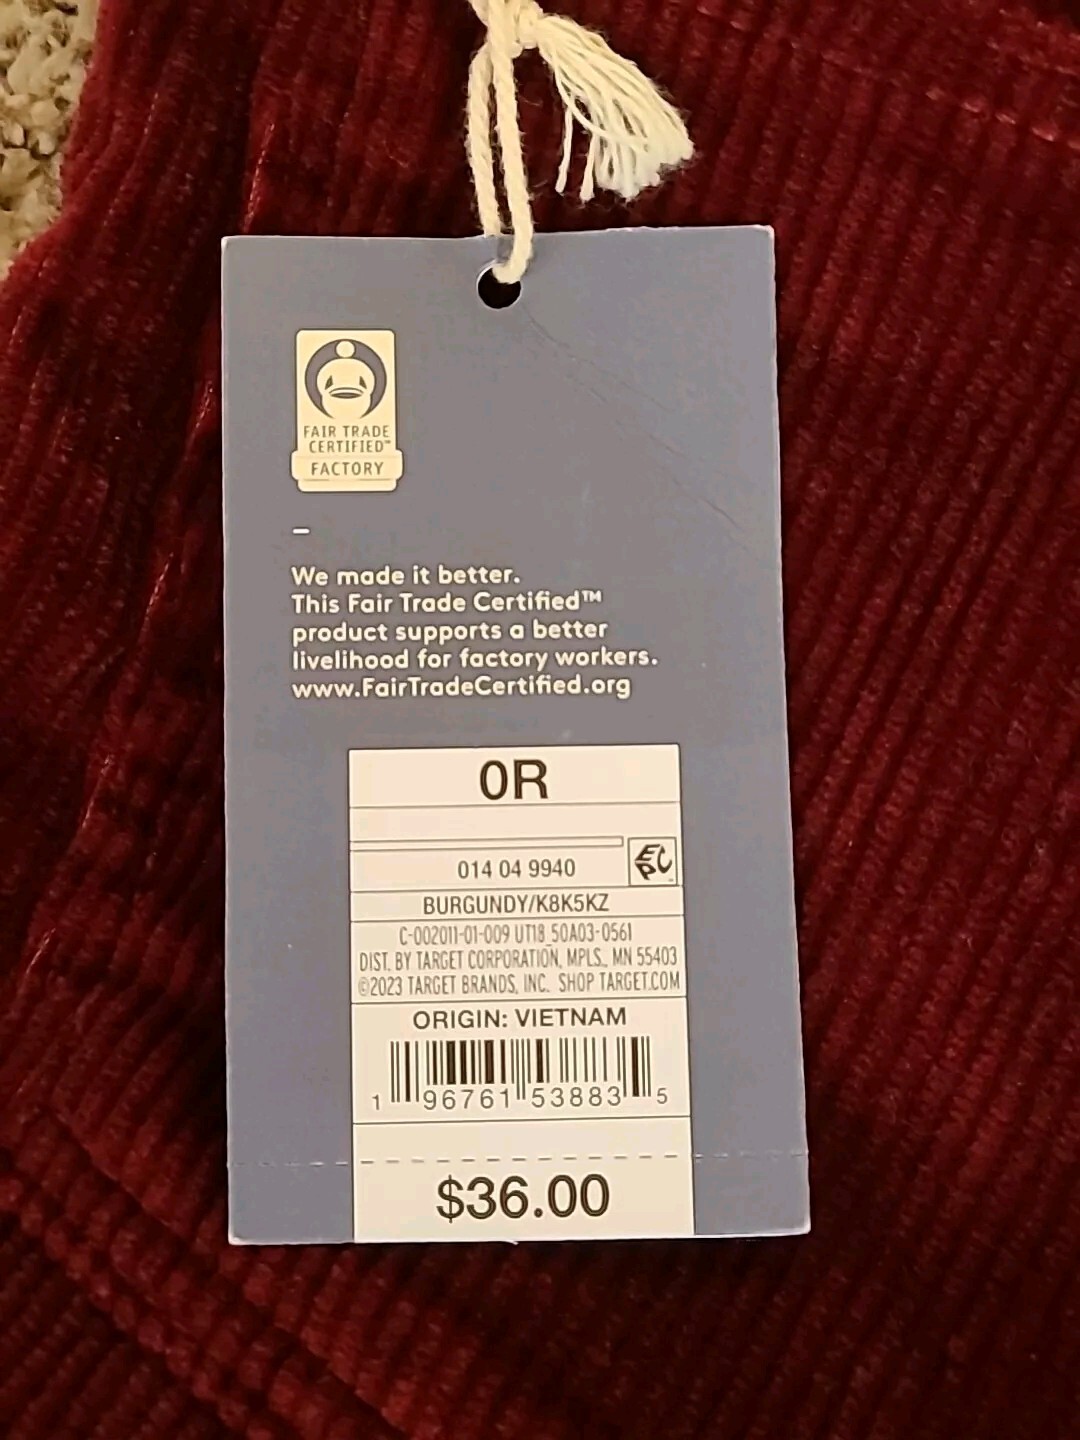 FAIR TRADE
CERTIFIED™
FACTORY
We made it better.
This Fair Trade Certified™
product supports a better
livelihood for factory workers.
www.FairTradeCertified.org
0R
014 04 9940
EPC
BURGUNDY/K8K5KZ
C-002011-01-009 UT18_50A03-0561
DIST. BY TARGET CORPORATION, MPLS., MN 55403
©2023 TARGET BRANDS, INC. SHOP TARGET.COM
ORIGIN: VIETNAM
1 96761 53883 5
$36.00